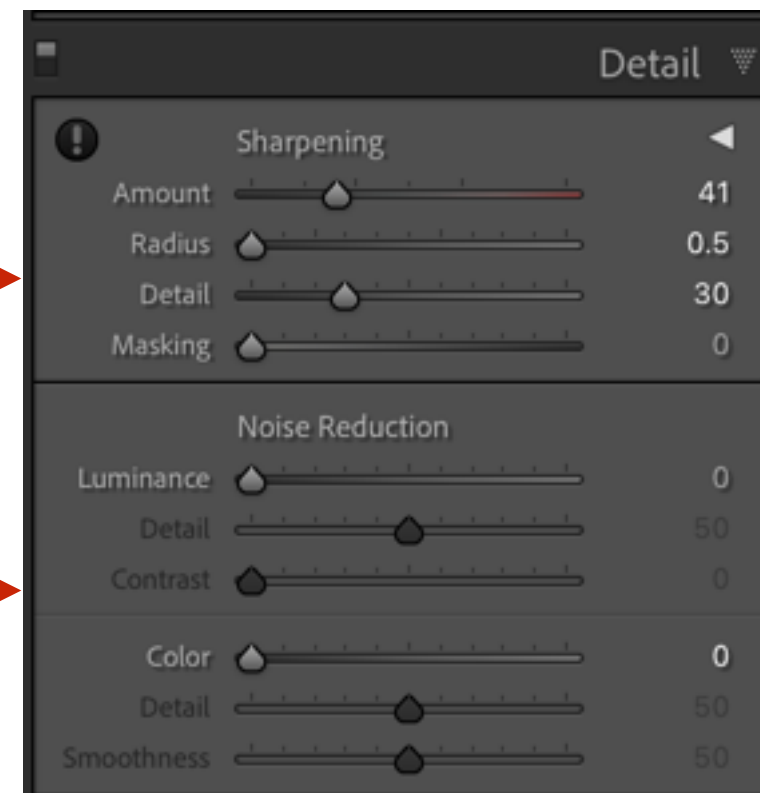 Detail
Sharpening
Amount 41
Radius 0.5
Detail 30
Masking 0
Noise Reduction
Luminance 0
Detail 50
Contrast 0
Color 0
Detail 50
Smoothness 50